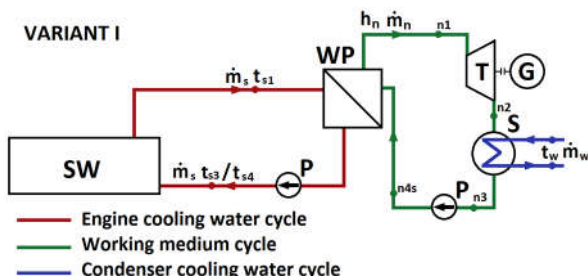 VARIANT I
hn ṁn n1
WP
T G
ṁs ts1
n2
S
tw ṁw
SW
ṁs ts3/ts4
P
n4s
P
n3
Engine cooling water cycle
Working medium cycle
Condenser cooling water cycle